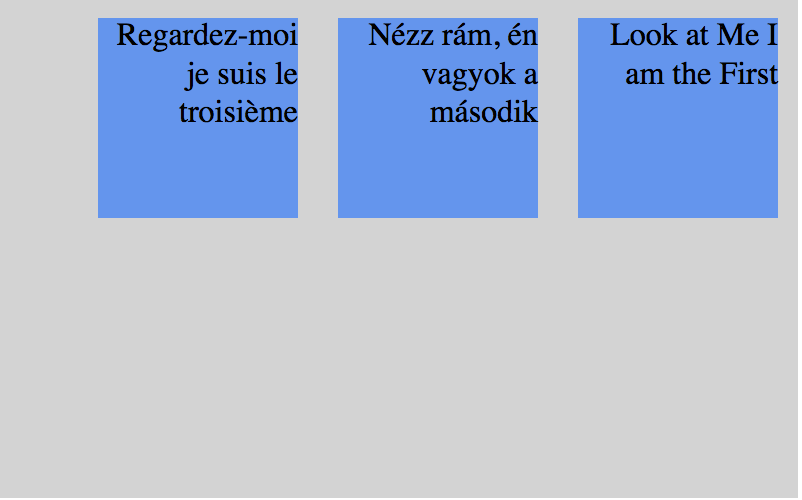 Regardez-moi
je suis le
troisième
Nézz rám, én
vagyok a
második
Look at Me I
am the First